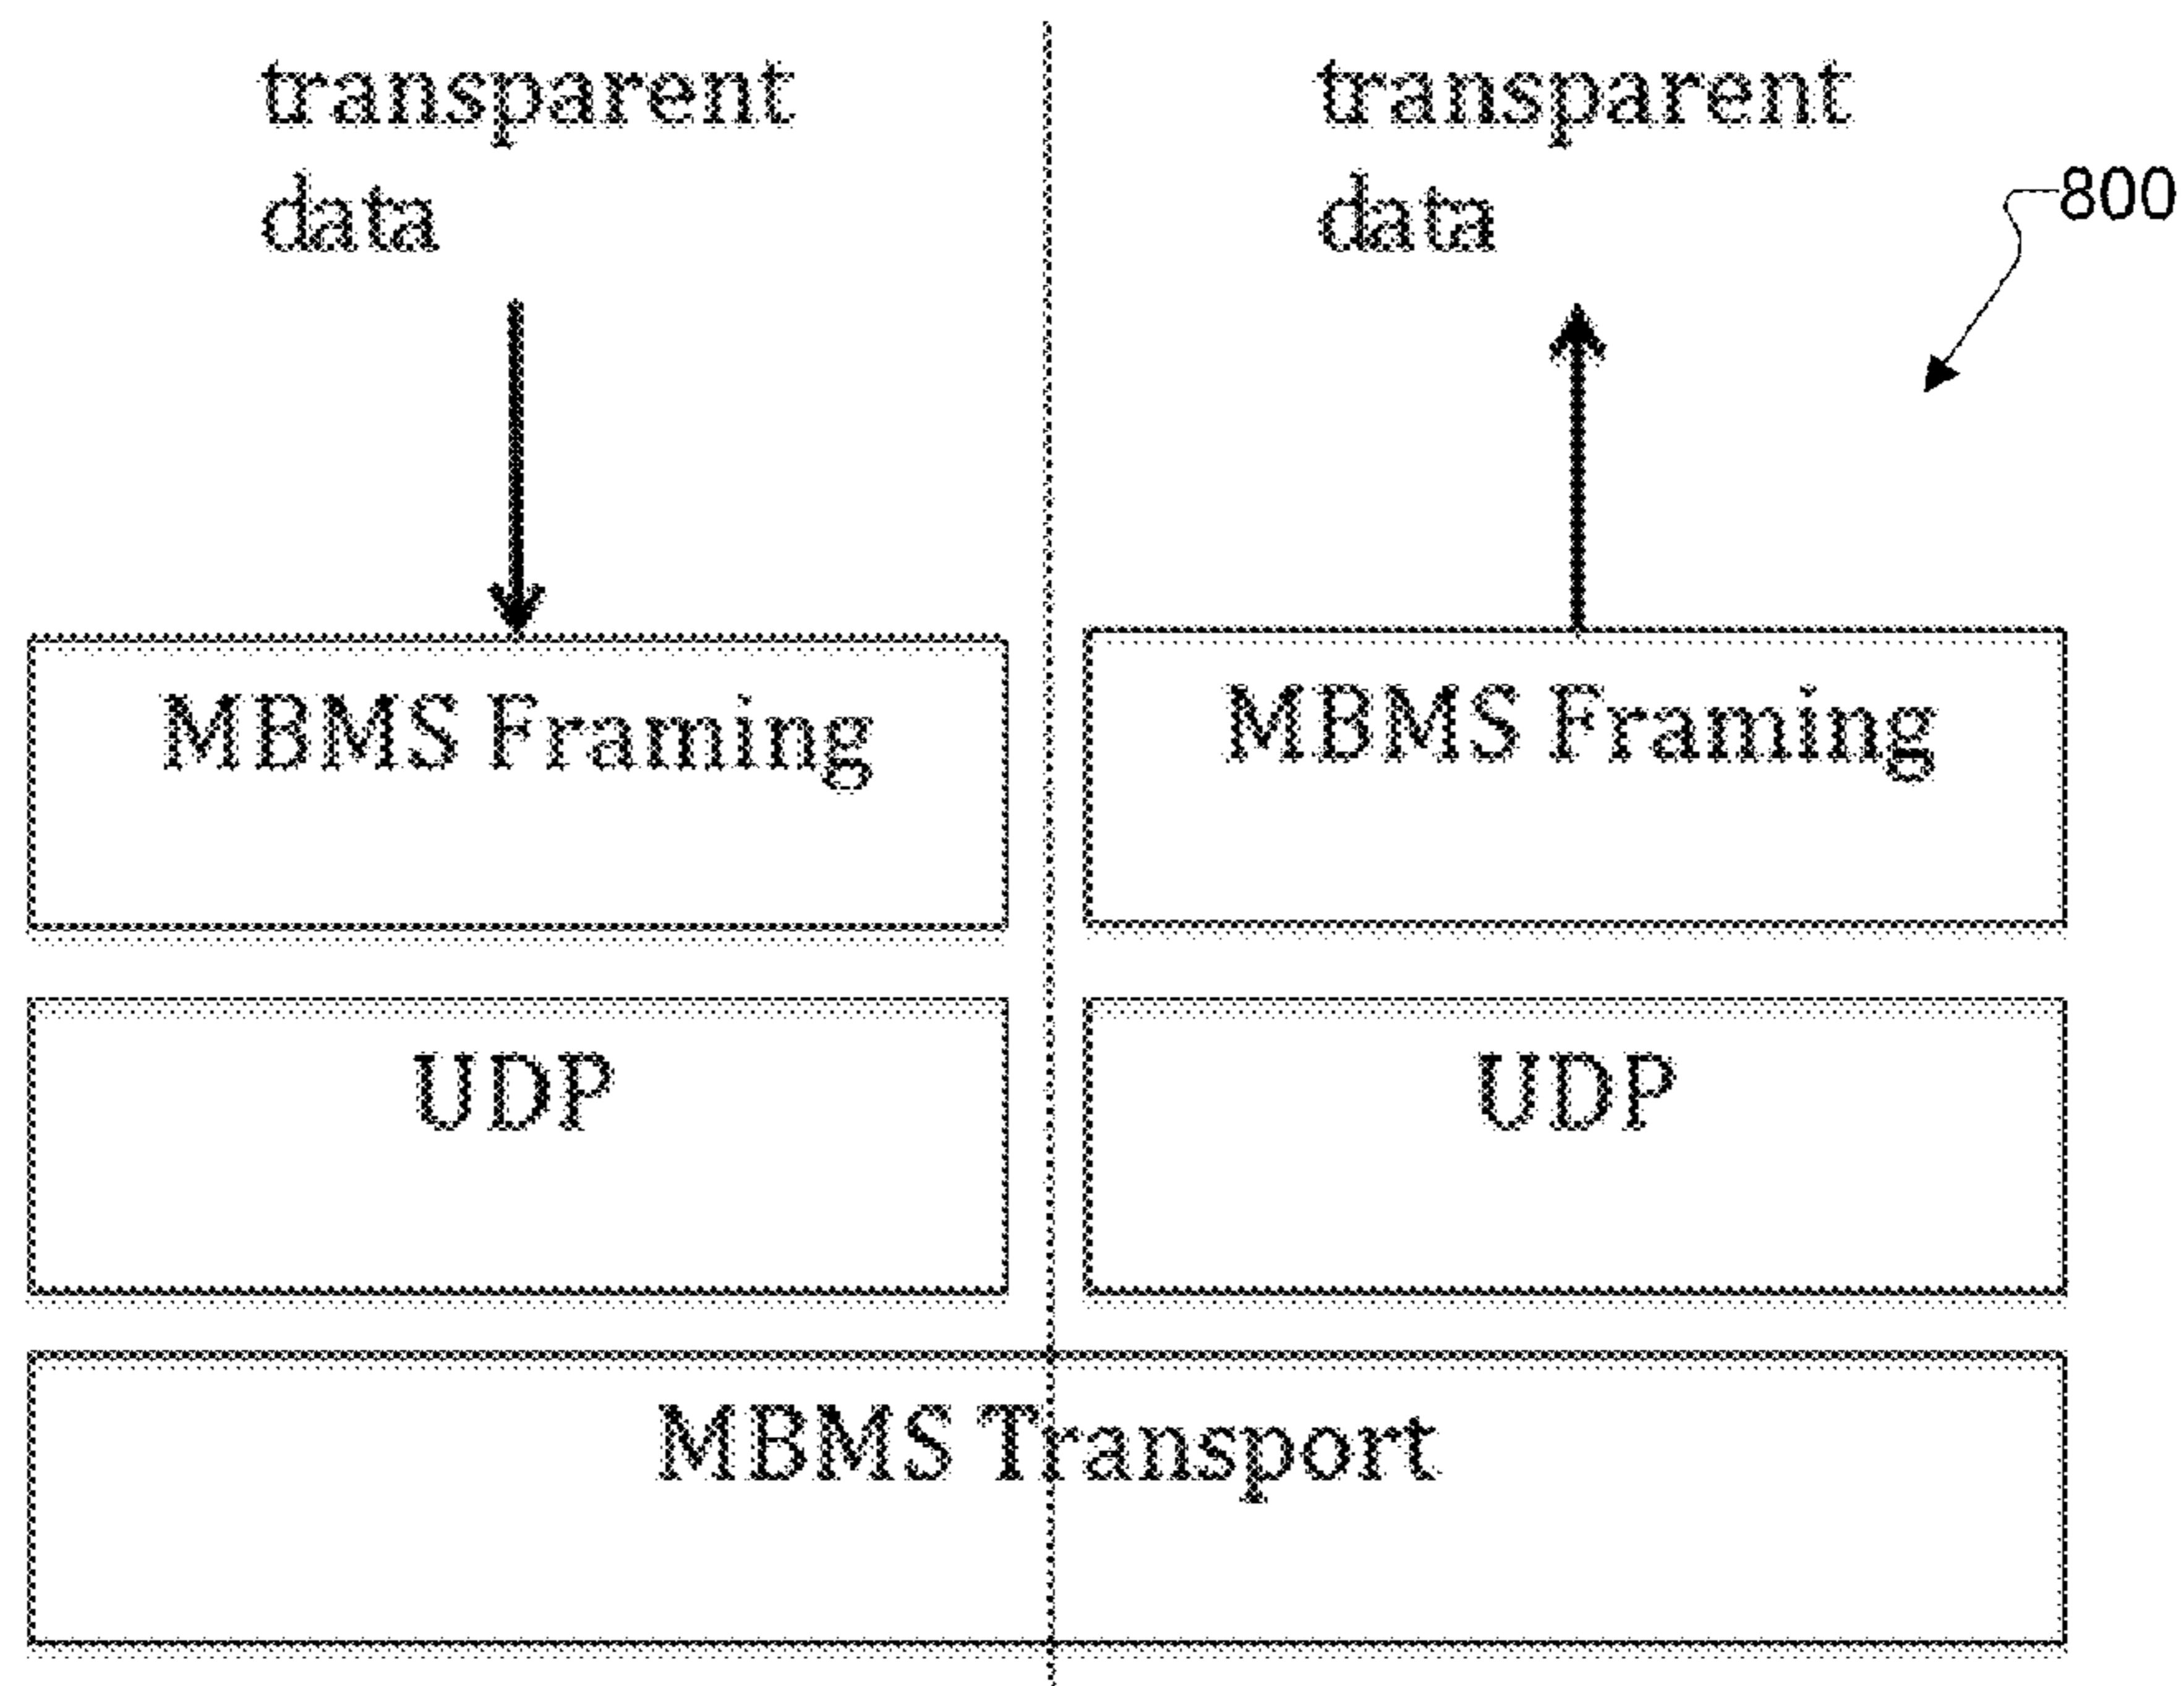 transparent
data
transparent
data
800
MBMS Framing
MBMS Framing
UDP
UDP
MBMS Transport